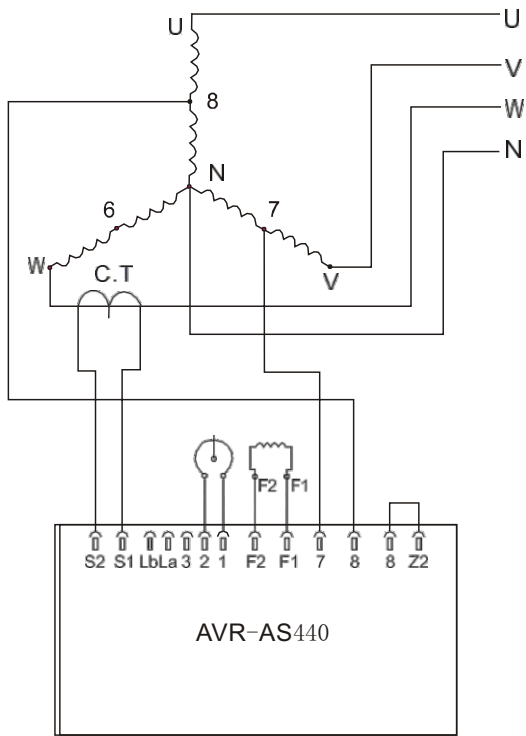 U U
8
V
W
N
N
6 7
W
C.T
V
F2 F1
S2 S1 Lb La 3 2 1 F2 F1 7 8 8 Z2
AVR-AS440